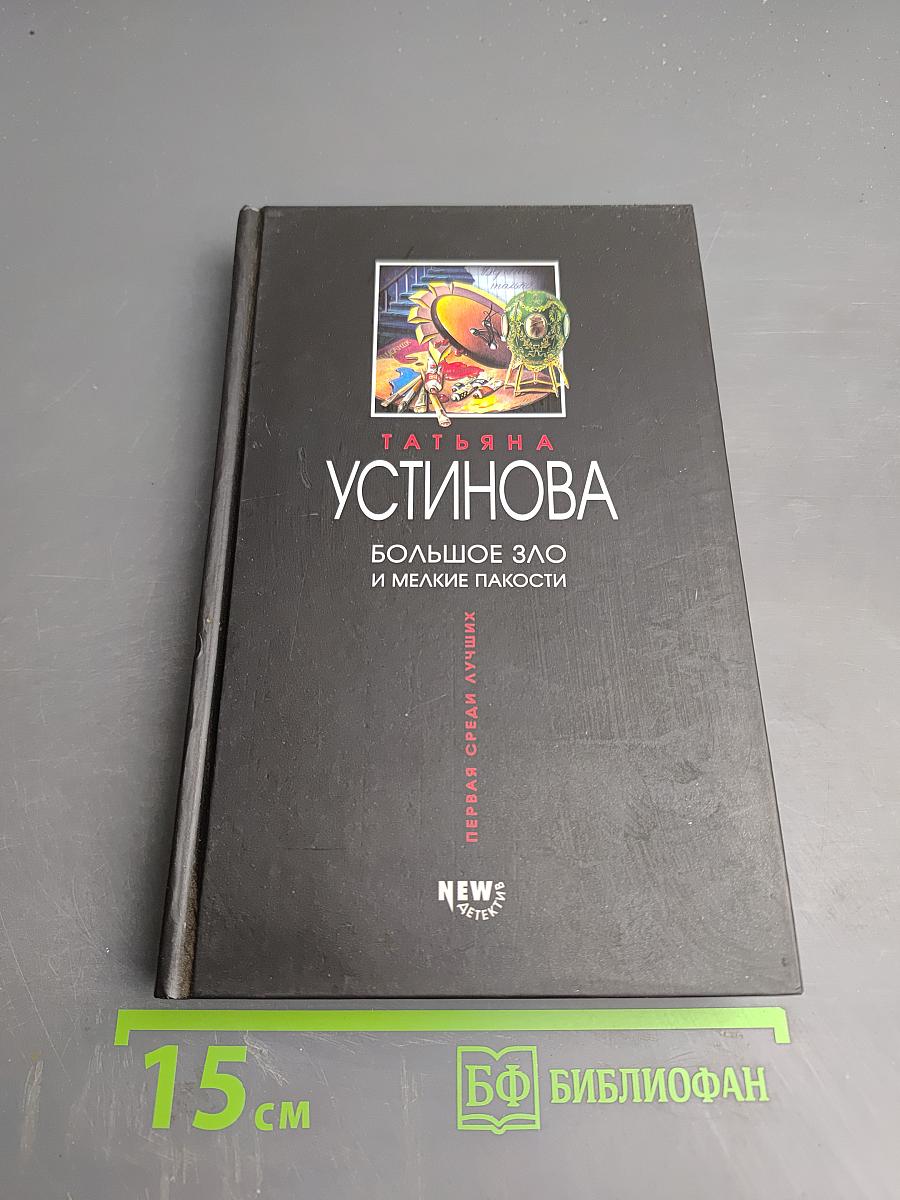 ТАТЬЯНА
УСТИНОВА
БОЛЬШОЕ ЗЛО
И МЕЛКИЕ ПАКОСТИ
ПЕРВАЯ СРЕДИ ЛУЧШИХ
NEW
ДЕТЕКТИВ
15 см
БФ БИБЛИОФАН